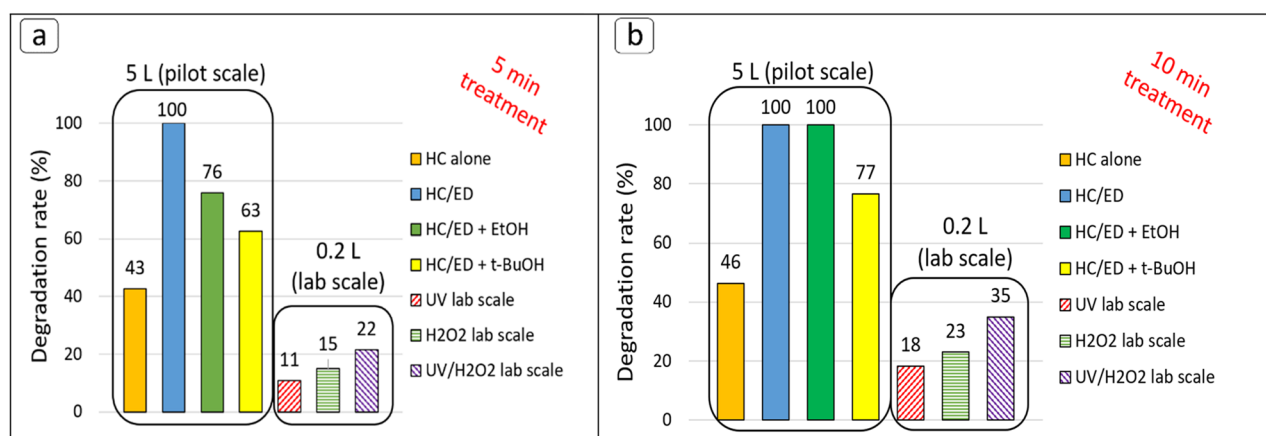 a
5 L (pilot scale)
5 min
treatment
Degradation rate (%)
100
80
60
40
20
0
43
100
76
63
0.2 L
(lab scale)
11
15
22
HC alone
HC/ED
HC/ED + EtOH
HC/ED + t-BuOH
UV lab scale
H2O2 lab scale
UV/H2O2 lab scale
b
5 L (pilot scale)
10 min
treatment
Degradation rate (%)
100
80
60
40
20
0
46
100
100
77
0.2 L
(lab scale)
18
23
35
HC alone
HC/ED
HC/ED + EtOH
HC/ED + t-BuOH
UV lab scale
H2O2 lab scale
UV/H2O2 lab scale